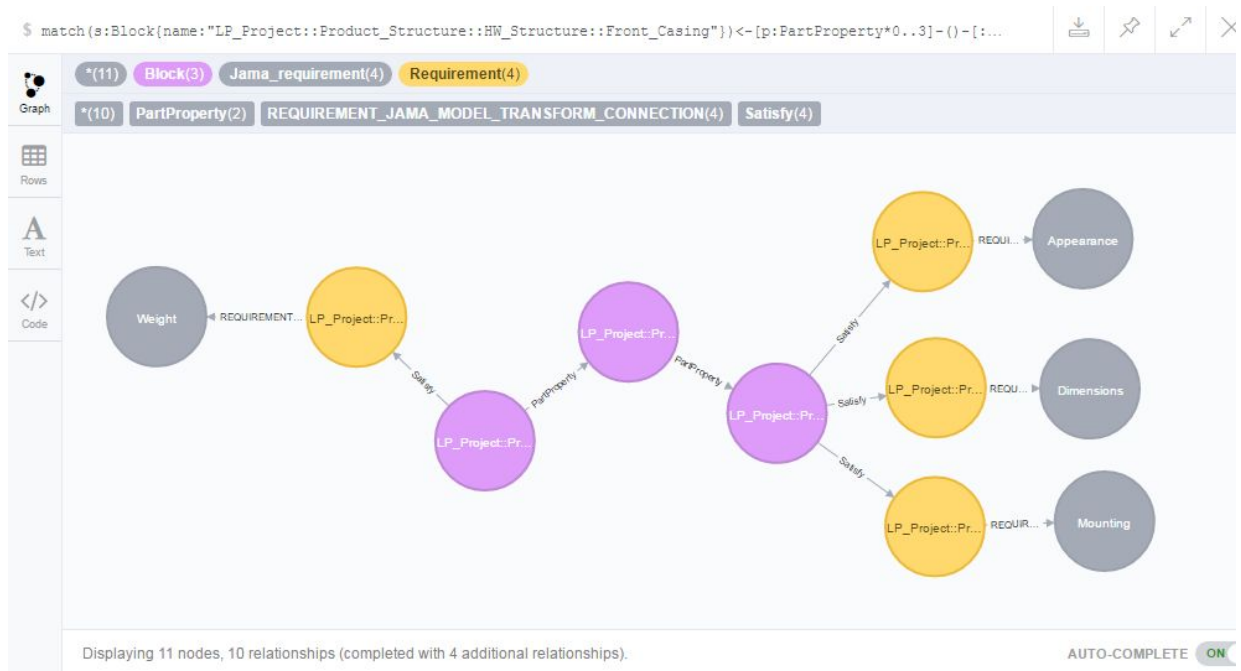 $ match(s:Block{name:"LP_Project::Product_Structure::HW_Structure::Front_Casing"})<-[p:PartProperty*0..3]-()-[:...
*(11) Block(3) Jama_requirement(4) Requirement(4)
*(10) PartProperty(2) REQUIREMENT_JAMA_MODEL_TRANSFORM_CONNECTION(4) Satisfy(4)
Graph
Rows
A
Text
</>
Code
Weight
REQUIREMENT...
LP_Project::Pr...
Satisfy
LP_Project::Pr...
PartProperty
LP_Project::Pr...
PartProperty
LP_Project::Pr...
Satisfy
LP_Project::Pr...
REQUI...
Appearance
Satisfy
LP_Project::Pr...
REQU...
Dimensions
Satisfy
LP_Project::Pr...
REQUIR...
Mounting
Displaying 11 nodes, 10 relationships (completed with 4 additional relationships).
AUTO-COMPLETE ON